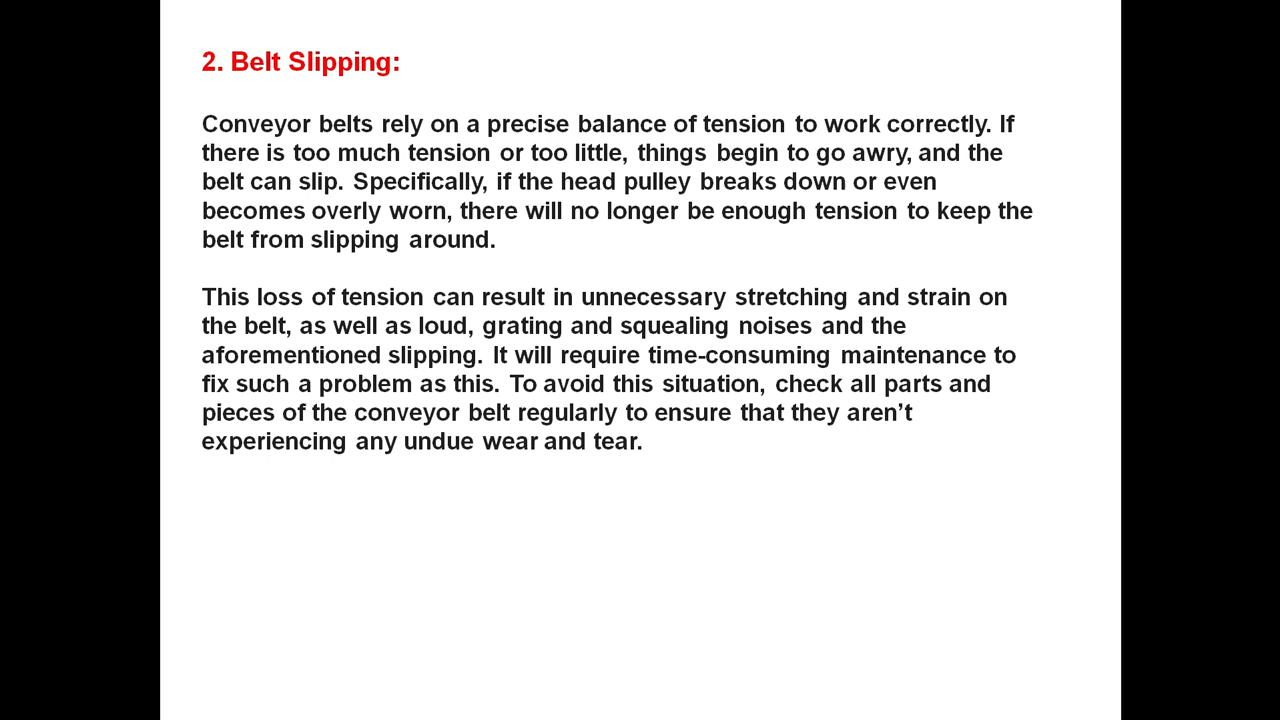 2. Belt Slipping:
Conveyor belts rely on a precise balance of tension to work correctly. If
there is too much tension or too little, things begin to go awry, and the
belt can slip. Specifically, if the head pulley breaks down or even
becomes overly worn, there will no longer be enough tension to keep the
belt from slipping around.
This loss of tension can result in unnecessary stretching and strain on
the belt, as well as loud, grating and squealing noises and the
aforementioned slipping. It will require time-consuming maintenance to
fix such a problem as this. To avoid this situation, check all parts and
pieces of the conveyor belt regularly to ensure that they aren’t
experiencing any undue wear and tear.